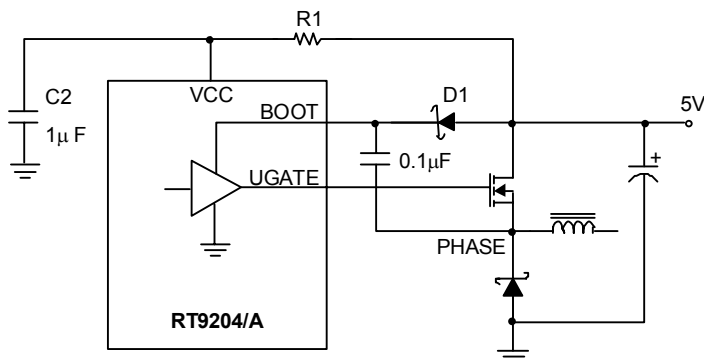 R1
C2
1μ F
VCC
BOOT
D1
5V
0.1μF
+
UGATE
PHASE
RT9204/A